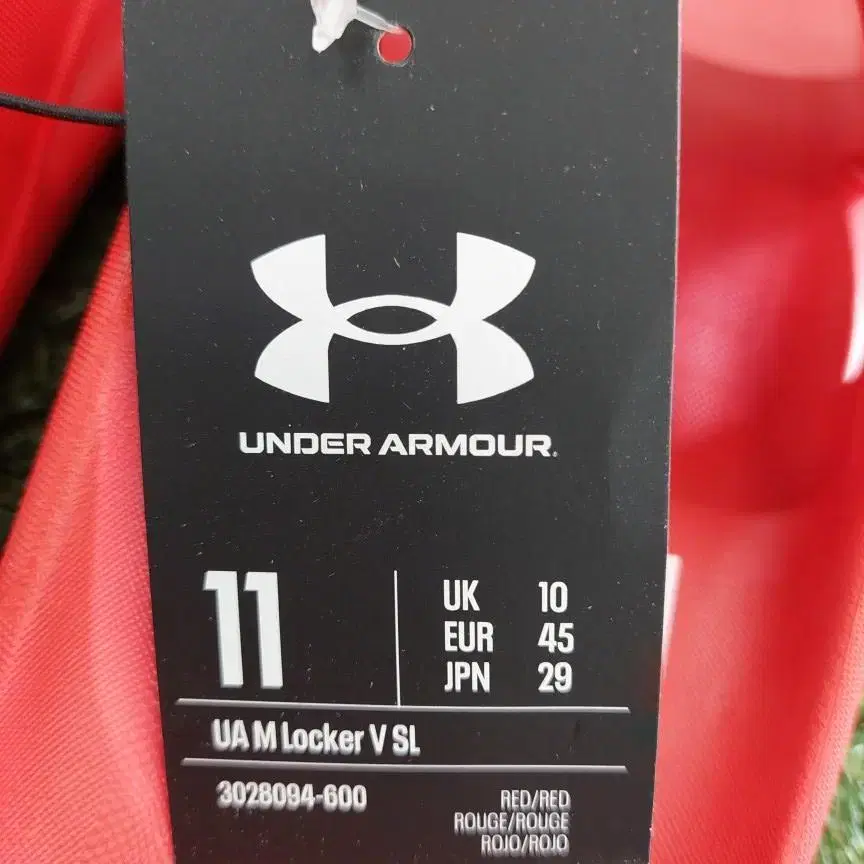 UNDER ARMOUR.
11
UK 10
EUR 45
JPN 29
UA M Locker V SL
3028094-600
RED/RED
ROUGE/ROUGE
ROJO/ROJO